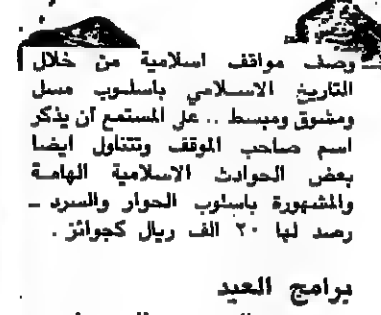 وصف مواقف اسلامية من خلال
التاريخ الاسلامي باسلوب مسل
ومشوق ومبسط .. على المستمع أن يذكر
اسم صاحب الموقف وتتناول ايضا
بعض الحوادث الاسلامية الهامة
والمشهورة باسلوب الحوار والسرد ـ
رصد لها ٢٠ الف ريال كجوائز .
برامج العيد